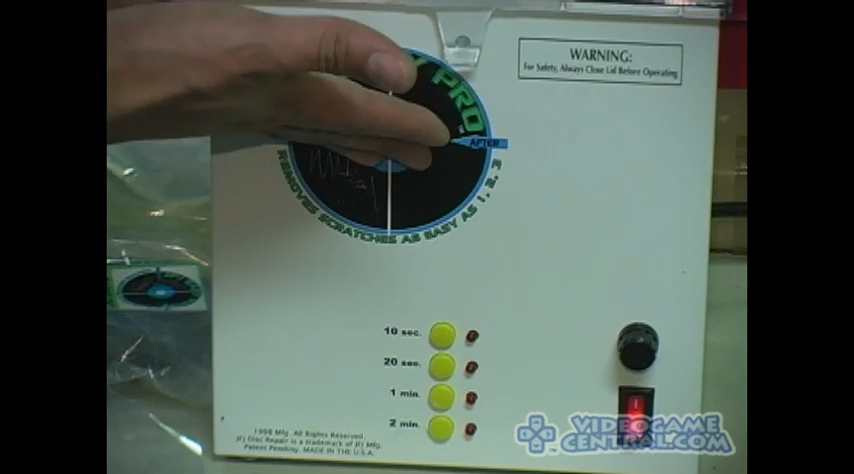 Y PRO
WARNING:
For Safety, Always Close Lid Before Operating
AFTER
REMOVES SCRATCHES AS EASY AS 1, 2, 3
10 sec.
20 sec.
1 min.
2 min.
1998 Mfg. All Rights Reserved.
JFJ Disc Repair is a trademark of JFJ Mfg.
Patent Pending. MADE IN THE U.S.A.
VIDEOGAME
CENTRAL.COM